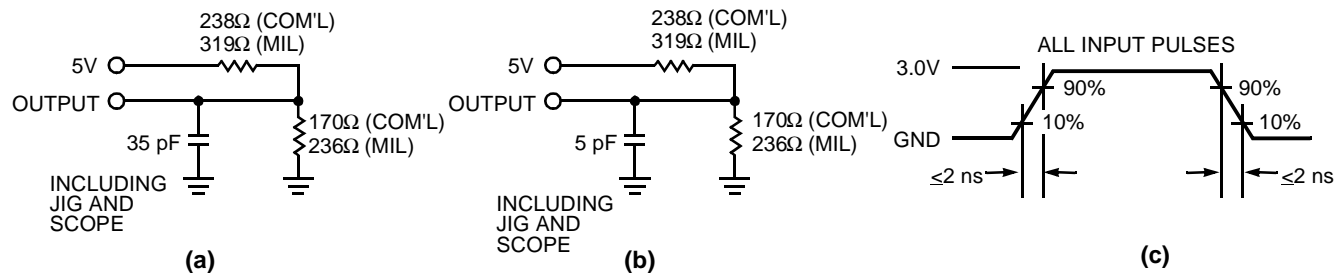 238Ω (COM'L)
319Ω (MIL)
5V
OUTPUT
35 pF
170Ω (COM'L)
236Ω (MIL)
INCLUDING
JIG AND
SCOPE
(a)
238Ω (COM'L)
319Ω (MIL)
5V
OUTPUT
5 pF
170Ω (COM'L)
236Ω (MIL)
INCLUDING
JIG AND
SCOPE
(b)
ALL INPUT PULSES
3.0V
90%
90%
10%
10%
GND
≤2 ns
≤2 ns
(c)